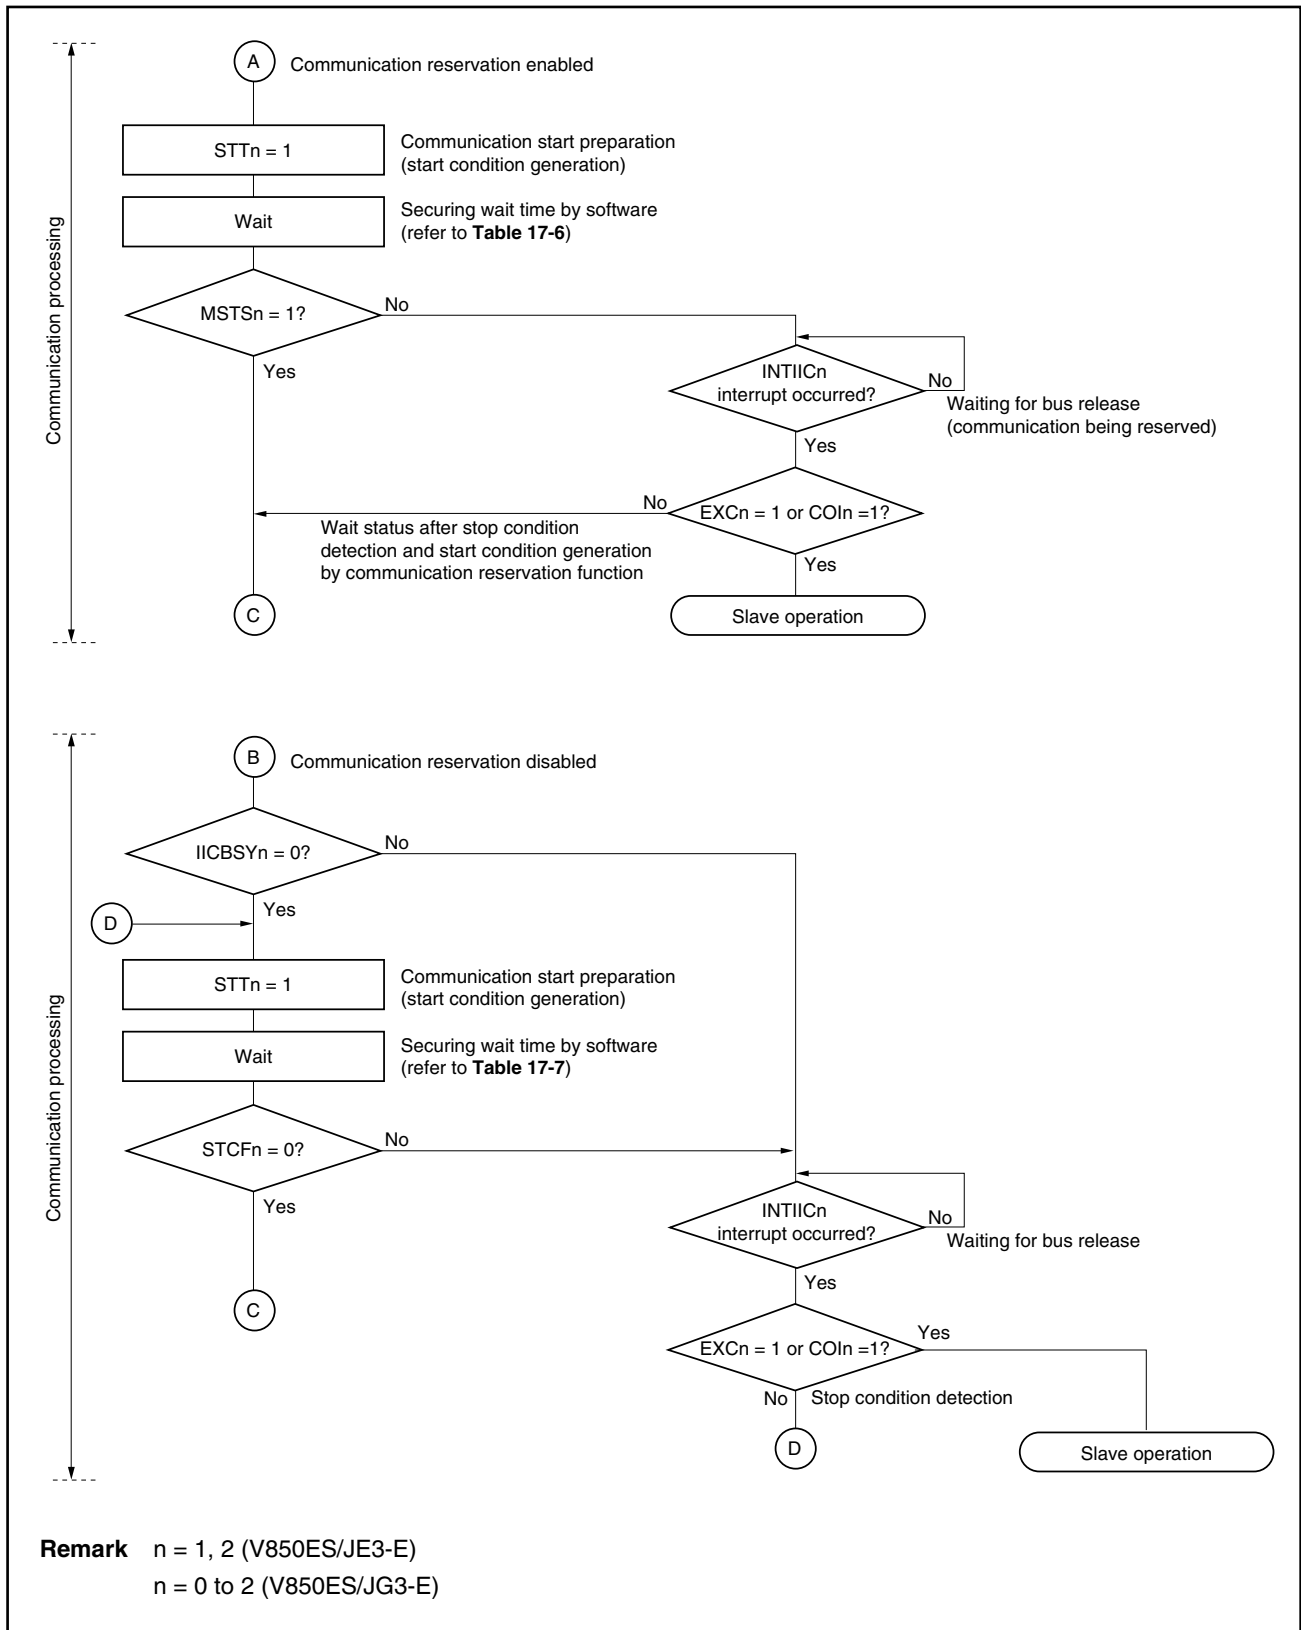 A Communication reservation enabled
STTn = 1
Communication start preparation
(start condition generation)
Wait
Securing wait time by software
(refer to Table 17-6)
MSTSn = 1?
No
Yes
INTIICn
interrupt occurred?
No
Waiting for bus release
(communication being reserved)
Yes
EXCn = 1 or COIn =1?
No
Wait status after stop condition
detection and start condition generation
by communication reservation function
Yes
C
Slave operation
Communication processing
B Communication reservation disabled
IICBSYn = 0?
No
Yes
D
STTn = 1
Communication start preparation
(start condition generation)
Wait
Securing wait time by software
(refer to Table 17-7)
STCFn = 0?
No
Yes
INTIICn
interrupt occurred?
No
Waiting for bus release
Yes
C
EXCn = 1 or COIn =1?
Yes
No
Stop condition detection
D
Slave operation
Communication processing
Remark n = 1, 2 (V850ES/JE3-E)
n = 0 to 2 (V850ES/JG3-E)